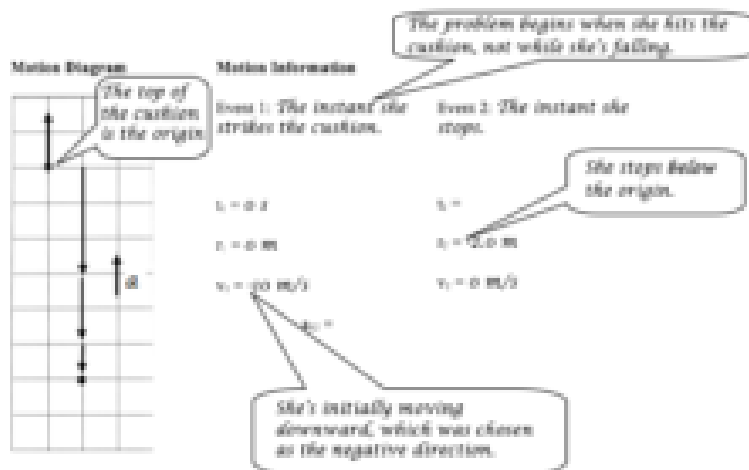 The problem begins when she hits the
cushion, not while she's falling.
Motion Diagram
Motion Information
The top of
the cushion
is the origin
Event 1: The instant she
strikes the cushion.
Event 2: The instant she
stops.
She stops below
the origin.
= 0 s
=
= 0 m
= 0 m/s
a
She's initially moving
downward, which was chosen
as the negative direction.